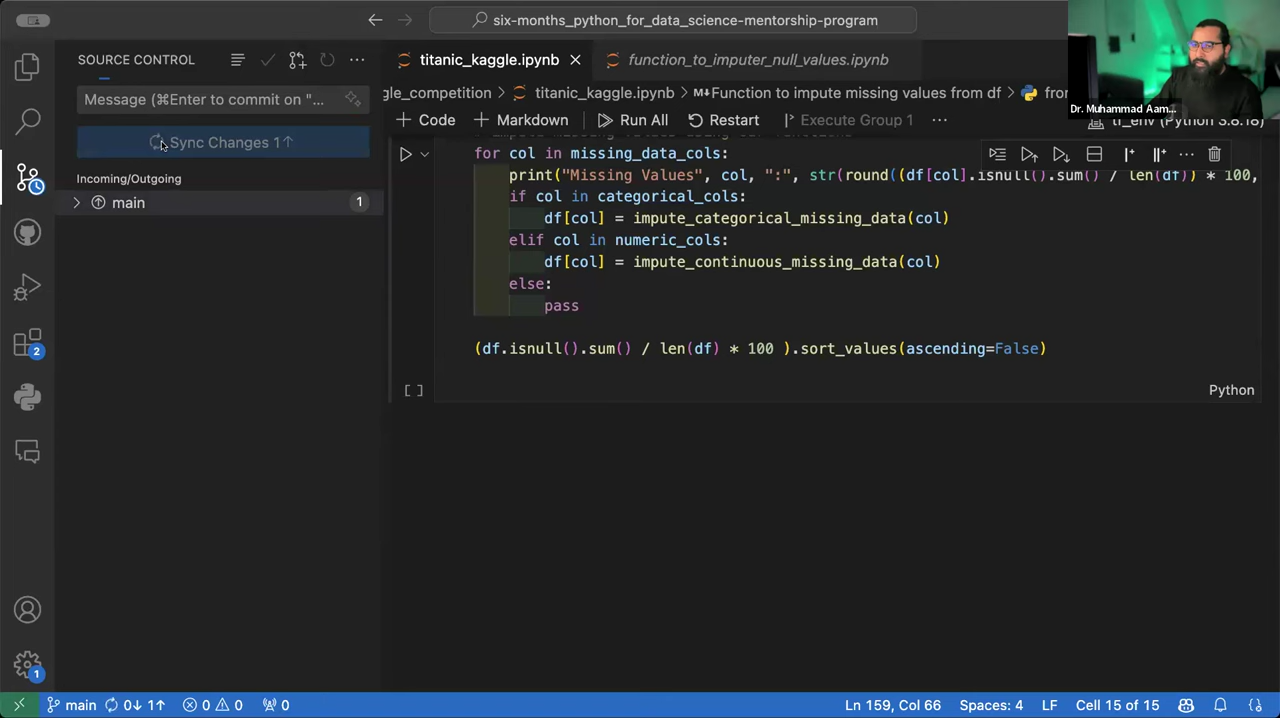 six-months_python_for_data_science-mentorship-program
SOURCE CONTROL
titanic_kaggle.ipynb
function_to_imputer_null_values.ipynb
Message (⌘Enter to commit on "...
gle_competition > titanic_kaggle.ipynb > M↓Function to impute missing values from df >
Dr. Muhammad Aam...
+ Code + Markdown Run All Restart Execute Group 1 ...
Sync Changes 1↑
for col in missing_data_cols:
print("Missing Values", col, ":", str(round((df[col].isnull().sum() / len(df)) * 100,
Incoming/Outgoing
if col in categorical_cols:
main 1
df[col] = impute_categorical_missing_data(col)
elif col in numeric_cols:
df[col] = impute_continuous_missing_data(col)
else:
pass
(df.isnull().sum() / len(df) * 100 ).sort_values(ascending=False)
[ ]
Python
2
1
main 0↓ 1↑ 0 0 0
Ln 159, Col 66 Spaces: 4 LF Cell 15 of 15